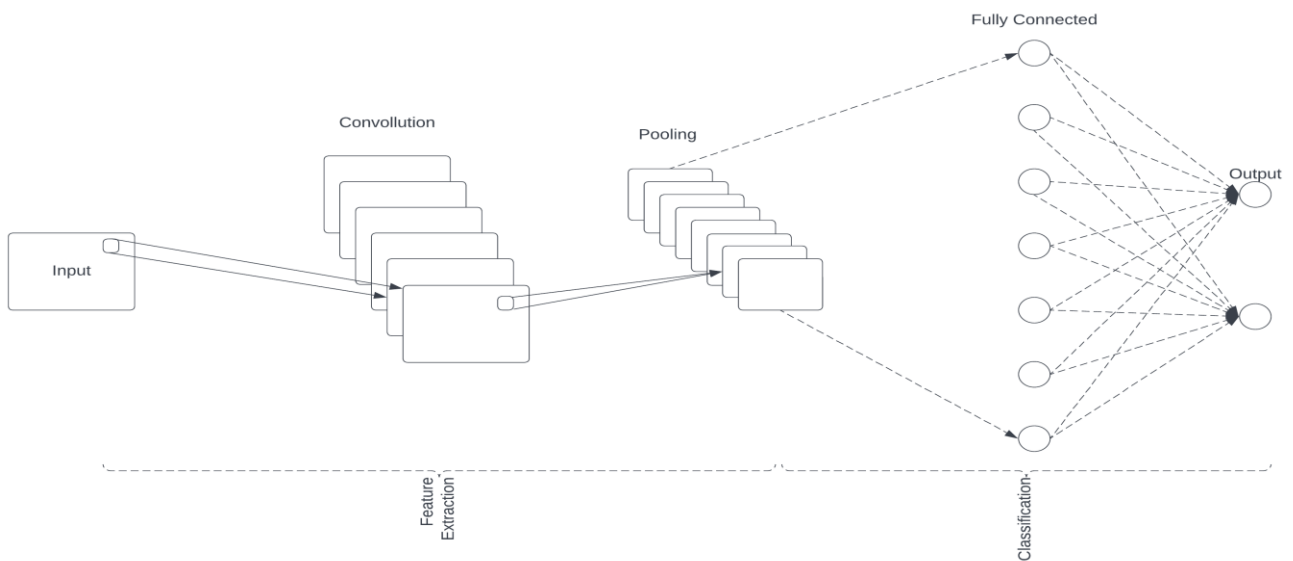 Fully Connected
Convollution
Pooling
Output
Input
Feature
Extraction
Classification